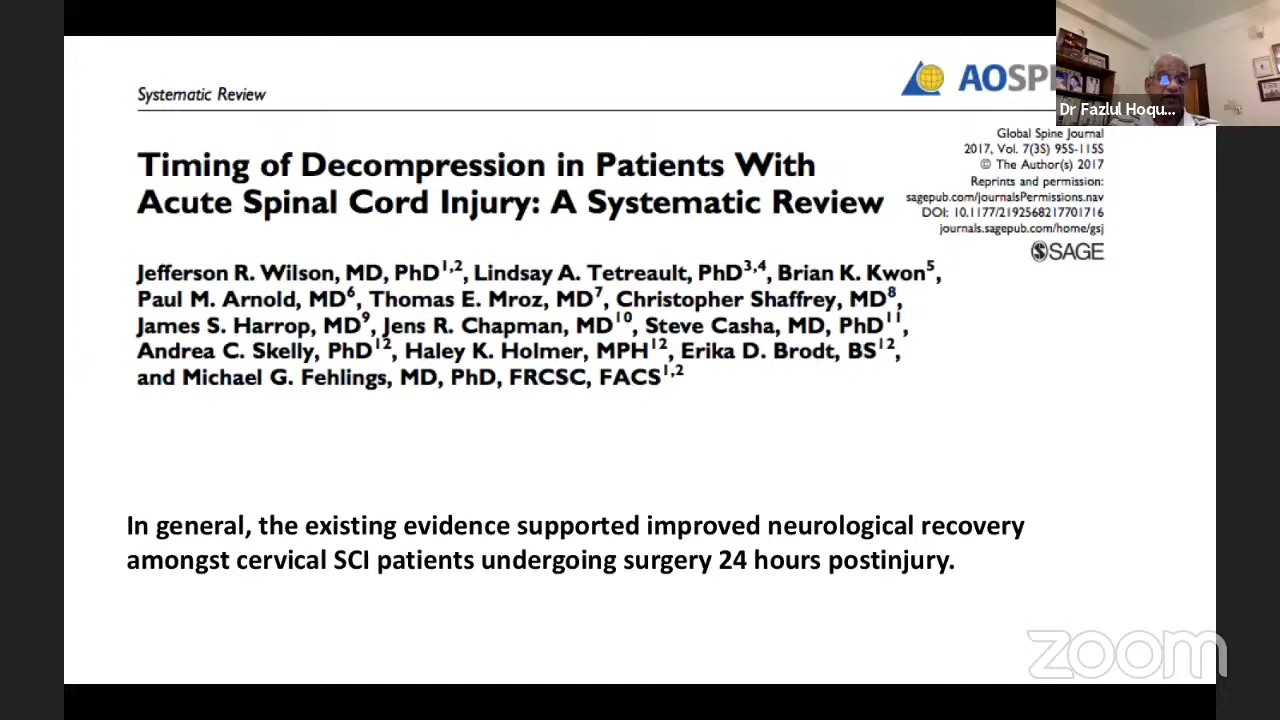 Systematic Review
AOSP
Dr Fazlul Hoqu...
Global Spine Journal
2017, Vol. 7(3S) 95S-115S
© The Author(s) 2017
Reprints and permission:
sagepub.com/journalsPermissions.nav
DOI: 10.1177/2192568217701716
journals.sagepub.com/home/gsj
SAGE
Timing of Decompression in Patients With
Acute Spinal Cord Injury: A Systematic Review
Jefferson R. Wilson, MD, PhD1,2, Lindsay A. Tetreault, PhD3,4, Brian K. Kwon5,
Paul M. Arnold, MD6, Thomas E. Mroz, MD7, Christopher Shaffrey, MD8,
James S. Harrop, MD9, Jens R. Chapman, MD10, Steve Casha, MD, PhD11,
Andrea C. Skelly, PhD12, Haley K. Holmer, MPH12, Erika D. Brodt, BS12,
and Michael G. Fehlings, MD, PhD, FRCSC, FACS1,2
In general, the existing evidence supported improved neurological recovery
amongst cervical SCI patients undergoing surgery 24 hours postinjury.
zoom